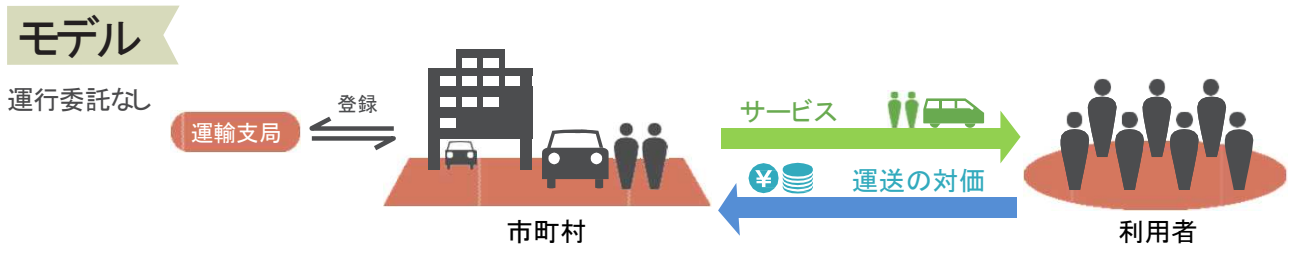 モデル
運行委託なし
運輸支局
登録
市町村
サービス
¥
運送の対価
利用者